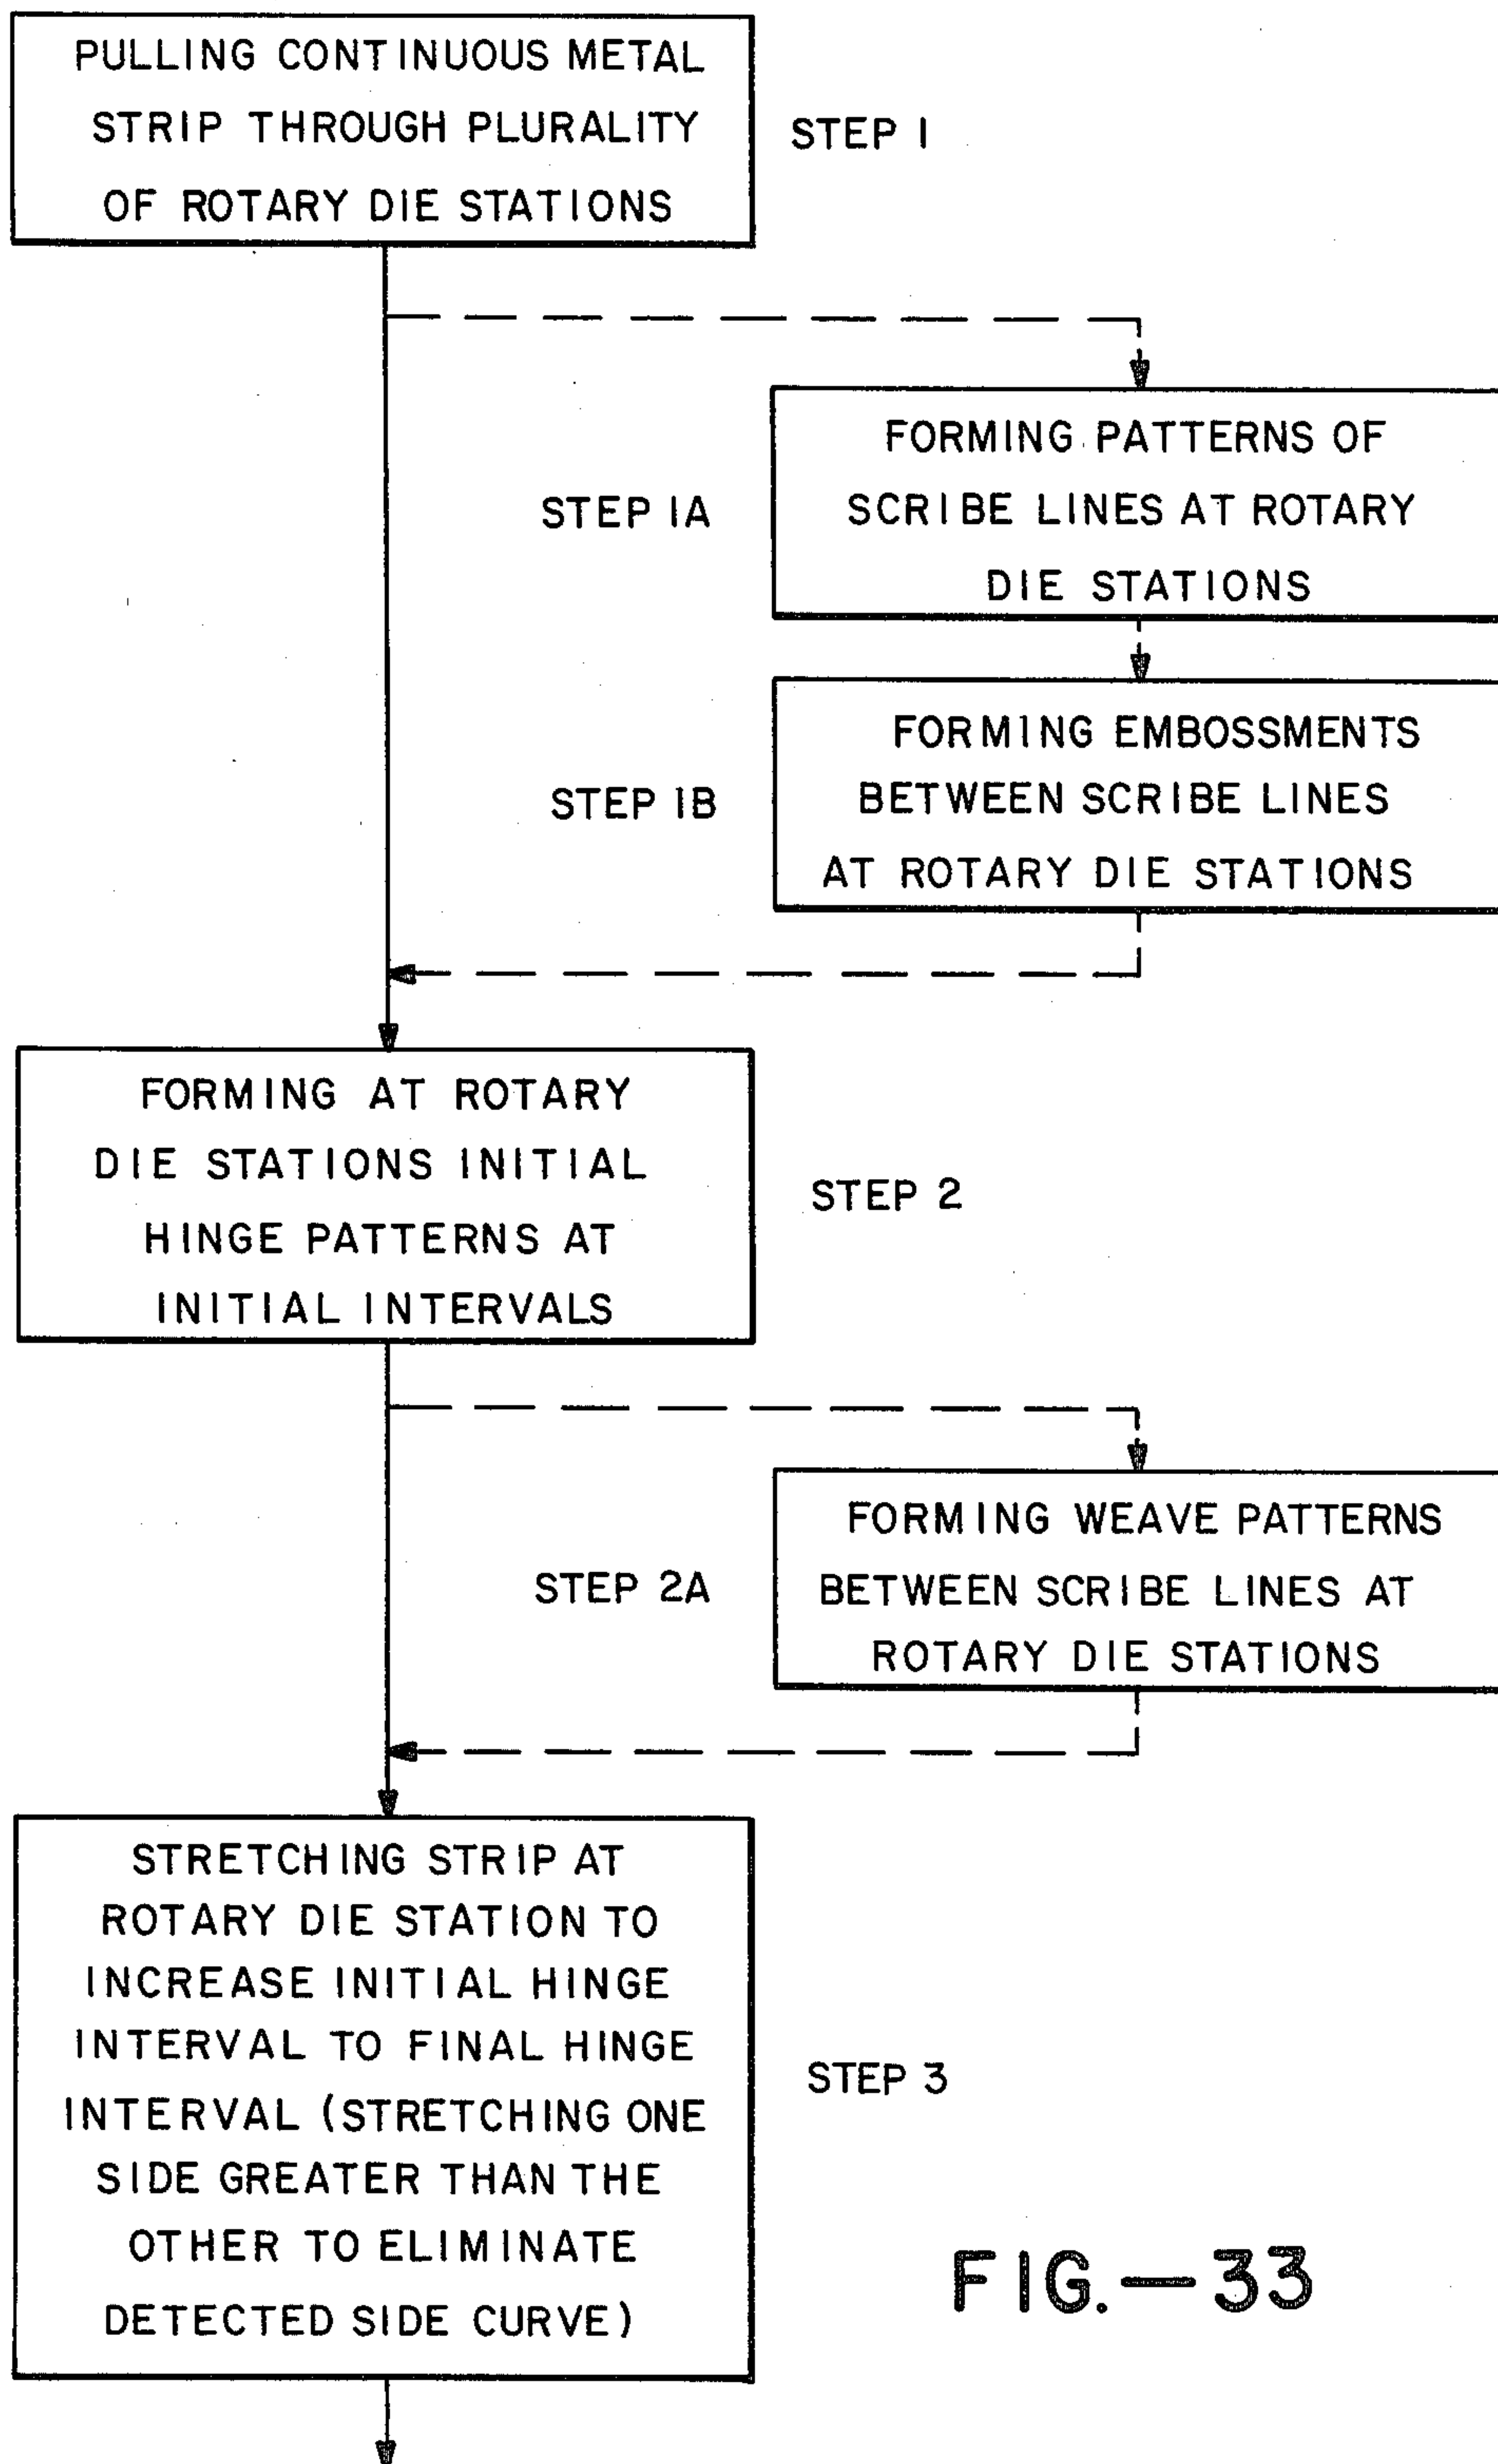 PULLING CONTINUOUS METAL
STRIP THROUGH PLURALITY
OF ROTARY DIE STATIONS
STEP 1
FORMING PATTERNS OF
SCRIBE LINES AT ROTARY
DIE STATIONS
STEP 1A
FORMING EMBOSSMENTS
BETWEEN SCRIBE LINES
AT ROTARY DIE STATIONS
STEP 1B
FORMING AT ROTARY
DIE STATIONS INITIAL
HINGE PATTERNS AT
INITIAL INTERVALS
STEP 2
FORMING WEAVE PATTERNS
BETWEEN SCRIBE LINES AT
ROTARY DIE STATIONS
STEP 2A
STRETCHING STRIP AT
ROTARY DIE STATION TO
INCREASE INITIAL HINGE
INTERVAL TO FINAL HINGE
INTERVAL (STRETCHING ONE
SIDE GREATER THAN THE
OTHER TO ELIMINATE
DETECTED SIDE CURVE)
STEP 3
FIG.—33